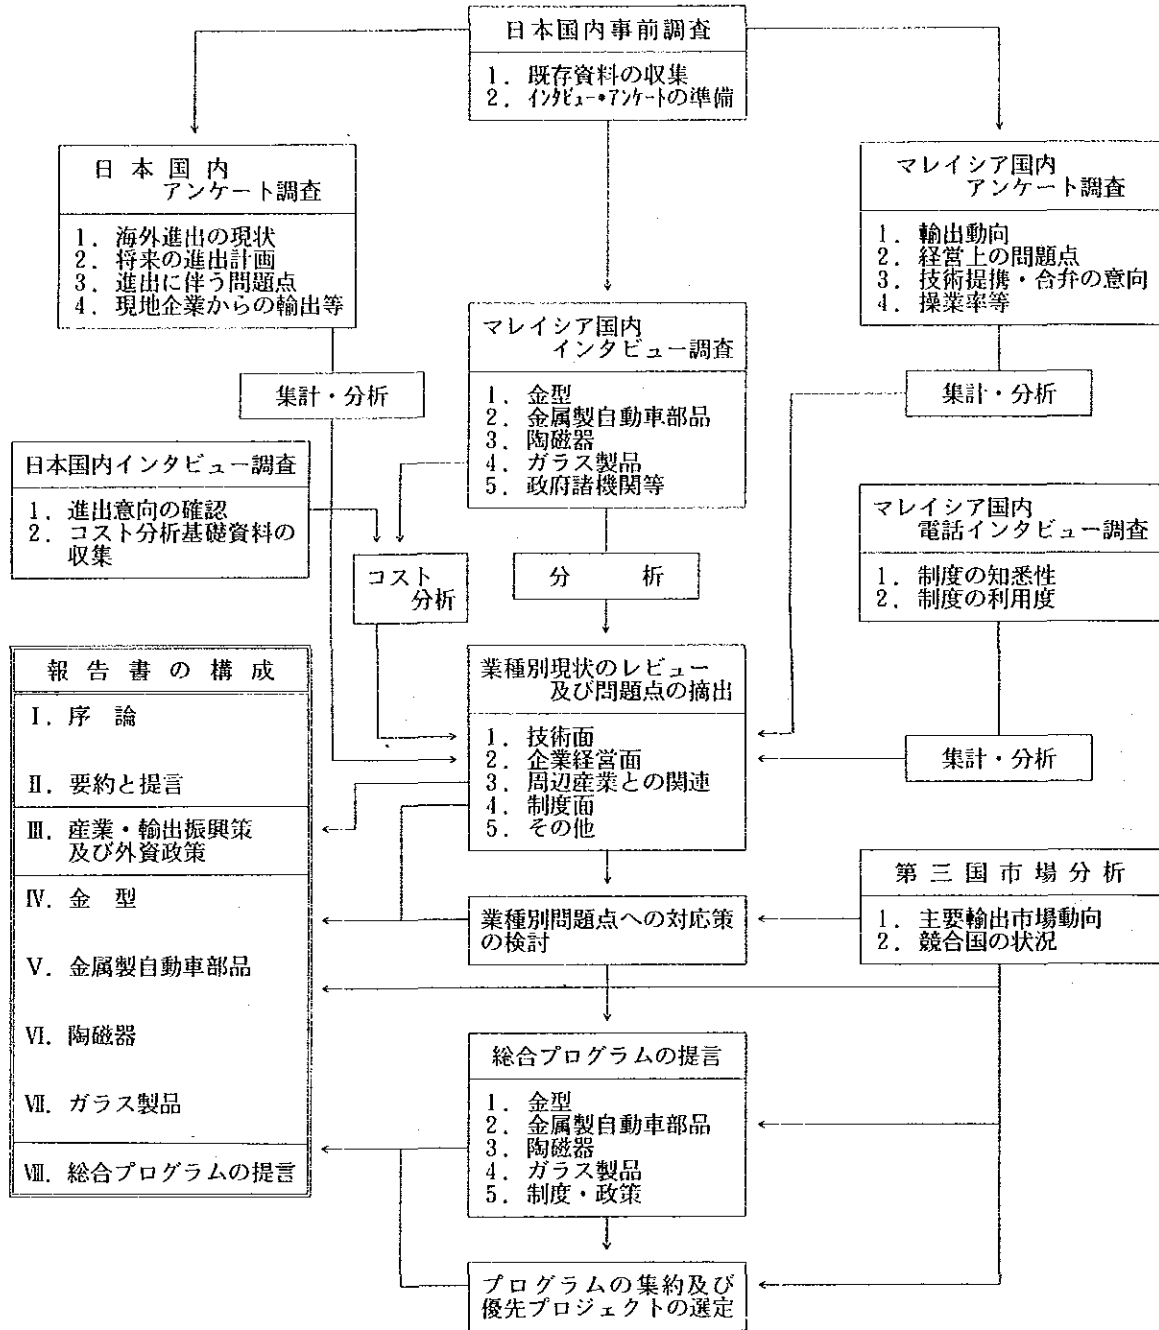 日本国内事前調査
1. 既存資料の収集
2. インタビュー・アンケートの準備
日本国内
アンケート調査
1. 海外進出の現状
2. 将来の進出計画
3. 進出に伴う問題点
4. 現地企業からの輸出等
マレイシア国内
アンケート調査
1. 輸出動向
2. 経営上の問題点
3. 技術提携・合弁の意向
4. 操業率等
マレイシア国内
インタビュー調査
1. 金型
2. 金属製自動車部品
3. 陶磁器
4. ガラス製品
5. 政府諸機関等
集計・分析
集計・分析
日本国内インタビュー調査
1. 進出意向の確認
2. コスト分析基礎資料の
収集
マレイシア国内
電話インタビュー調査
1. 制度の知悉性
2. 制度の利用度
コスト
分析
分析
業種別現状のレビュー
及び問題点の摘出
1. 技術面
2. 企業経営面
3. 周辺産業との関連
4. 制度面
5. その他
集計・分析
報告書の構成
Ⅰ. 序論
Ⅱ. 要約と提言
Ⅲ. 産業・輸出振興策
及び外資政策
Ⅳ. 金型
Ⅴ. 金属製自動車部品
Ⅵ. 陶磁器
Ⅶ. ガラス製品
Ⅷ. 総合プログラムの提言
第三国市場分析
1. 主要輸出市場動向
2. 競合国の状況
業種別問題点への対応策
の検討
総合プログラムの提言
1. 金型
2. 金属製自動車部品
3. 陶磁器
4. ガラス製品
5. 制度・政策
プログラムの集約及び
優先プロジェクトの選定